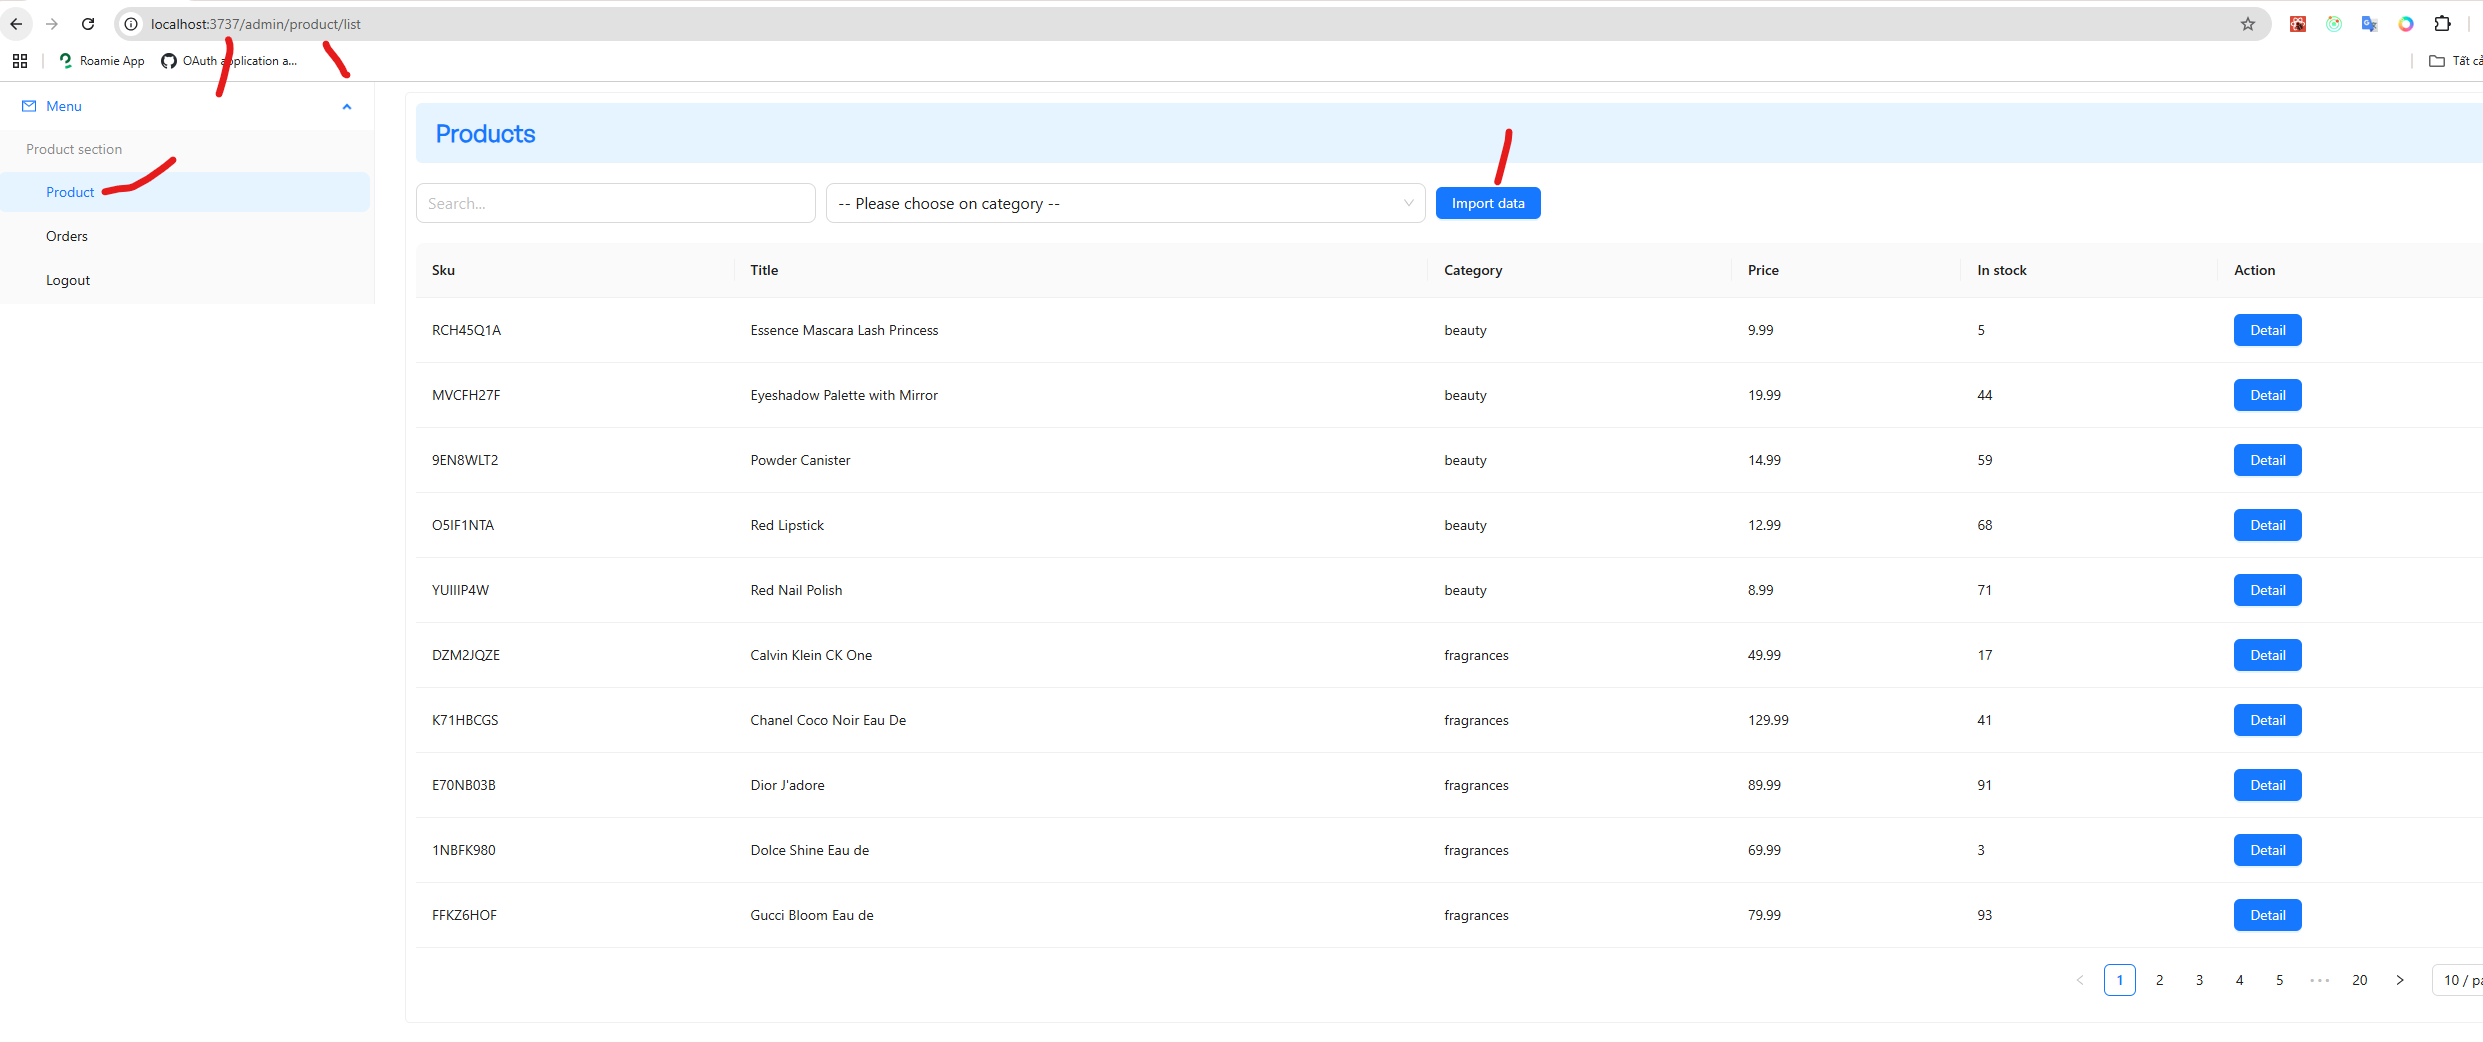 localhost:3737/admin/product/list
Roamie App OAuth application a... Tất cả
Menu
Product section
Product
Orders
Logout
Products
Search... -- Please choose on category -- Import data
Sku Title Category Price In stock Action
RCH45Q1A Essence Mascara Lash Princess beauty 9.99 5 Detail
MVCFH27F Eyeshadow Palette with Mirror beauty 19.99 44 Detail
9EN8WLT2 Powder Canister beauty 14.99 59 Detail
O5IF1NTA Red Lipstick beauty 12.99 68 Detail
YUIIIP4W Red Nail Polish beauty 8.99 71 Detail
DZM2JQZE Calvin Klein CK One fragrances 49.99 17 Detail
K71HBCGS Chanel Coco Noir Eau De fragrances 129.99 41 Detail
E70NB03B Dior J'adore fragrances 89.99 91 Detail
1NBFK980 Dolce Shine Eau de fragrances 69.99 3 Detail
FFKZ6HOF Gucci Bloom Eau de fragrances 79.99 93 Detail
< 1 2 3 4 5 ••• 20 > 10 / pa